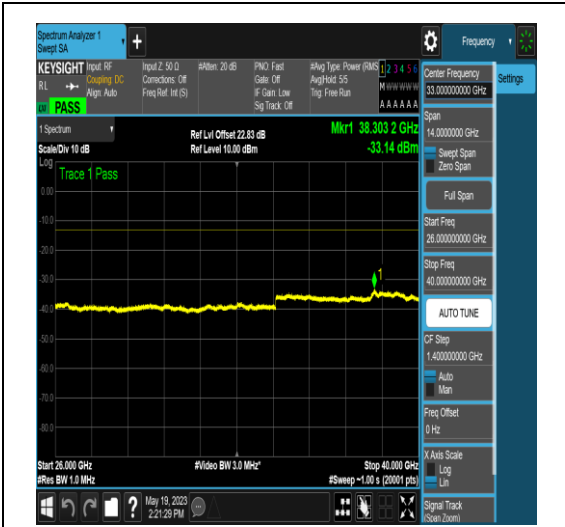 Spectrum Analyzer 1
Swept SA
+
Frequency
KEYSIGHT
RL
PASS
Input: RF
Coupling: DC
Align: Auto
Input Z: 50 Ω
Corrections: Off
Freq Ref: Int (S)
#Atten: 20 dB
PNO: Fast
Gate: Off
IF Gain: Low
Sig Track: Off
#Avg Type: Power (RMS
Avg|Hold: 5/5
Trig: Free Run
1 2 3 4 5 6
M w w w w w
A A A A A A
1 Spectrum
Scale/Div 10 dB
Ref Lvl Offset 22.83 dB
Ref Level 10.00 dBm
Mkr1 38.303 2 GHz
-33.14 dBm
Log
Trace 1 Pass
0.00
-10.0
-20.0
-30.0
-40.0
-50.0
-60.0
-70.0
-80.0
1
Start 26.000 GHz
#Res BW 1.0 MHz
#Video BW 3.0 MHz*
Stop 40.000 GHz
#Sweep ~1.00 s (20001 pts)
Center Frequency
33.000000000 GHz
Settings
Span
14.0000000 GHz
Swept Span
Zero Span
Full Span
Start Freq
26.000000000 GHz
Stop Freq
40.000000000 GHz
AUTO TUNE
CF Step
1.400000000 GHz
Auto
Man
Freq Offset
0 Hz
X Axis Scale
Log
Lin
Signal Track
(Span Zoom)
?
May 19, 2023
2:21:29 PM